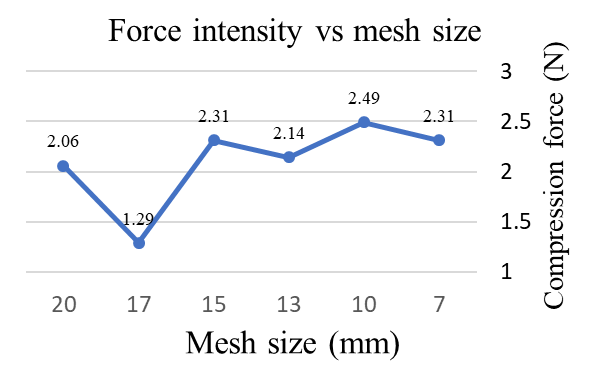 Force intensity vs mesh size
3
2.5
2
1.5
1
Compression force (N)
2.06
1.29
2.31
2.14
2.49
2.31
20 17 15 13 10 7
Mesh size (mm)